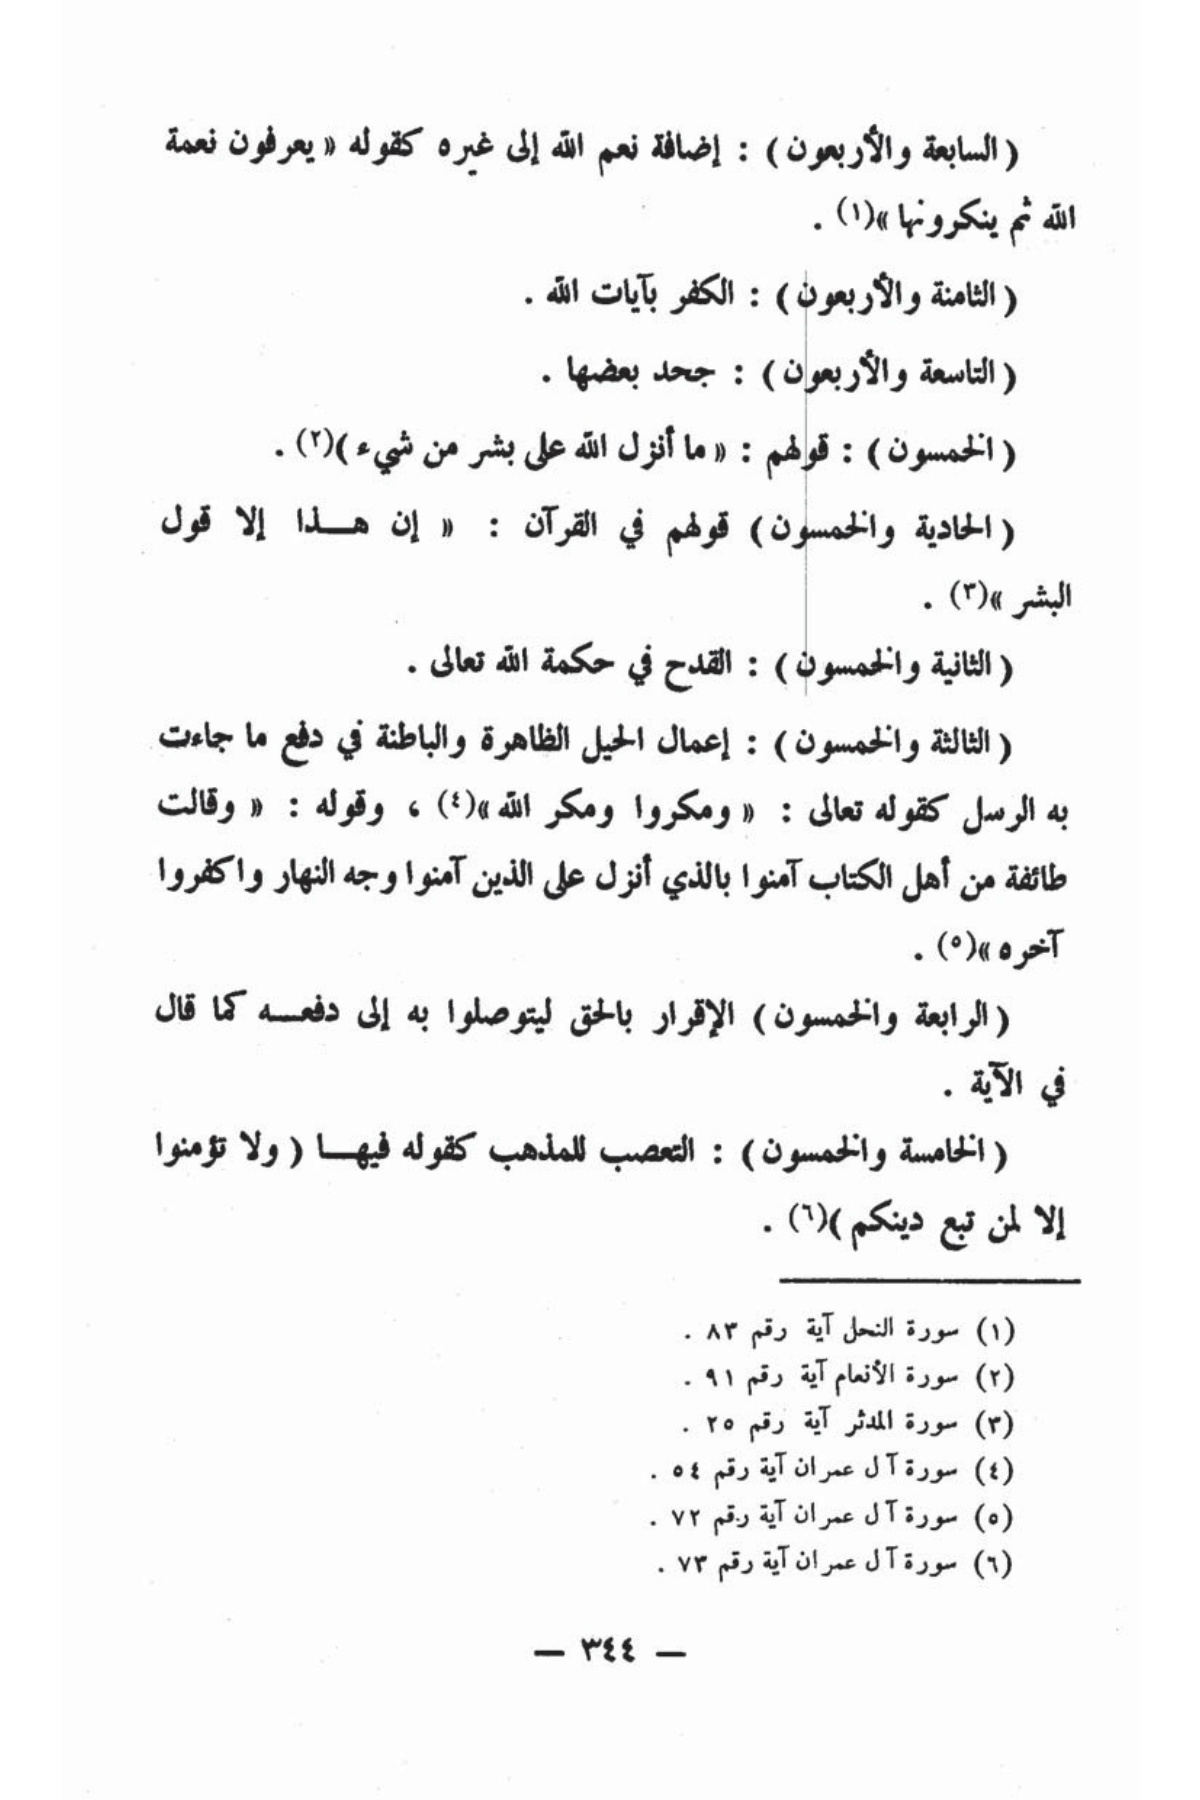 ( السابعة والأربعون ) : إضافة نعم الله إلى غيره كقوله « يعرفون نعمة
الله ثم ينكرونها »(١) .
( الثامنة والأربعون ) : الكفر بآيات الله .
( التاسعة والأربعون ) : جحد بعضها .
( الخمسون ) : قولهم : « ما أنزل الله على بشر من شيء )(٢) .
( الحادية والخمسون ) قولهم في القرآن : « إن هـــذا إلا قول
البشر »(٣) .
( الثانية والخمسون ) : القدح في حكمة الله تعالى .
( الثالثة والخمسون ) : إعمال الحيل الظاهرة والباطنة في دفع ما جاءت
به الرسل كقوله تعالى : « ومكروا ومكر الله »(٤) ، وقوله : « وقالت
طائفة من أهل الكتاب آمنوا بالذي أنزل على الذين آمنوا وجه النهار واكفروا
آخره »(٥) .
( الرابعة والخمسون ) الإقرار بالحق ليتوصلوا به إلى دفعـــه كما قال
في الآية .
( الخامسة والخمسون ) : التعصب للمذهب كقوله فيهـــا ( ولا تؤمنوا
إلا لمن تبع دينكم )(٦) .
(١) سورة النحل آية رقم ٨٣ .
(٢) سورة الأنعام آية رقم ٩١ .
(٣) سورة المدثر آية رقم ٢٥ .
(٤) سورة آل عمران آية رقم ٥٤ .
(٥) سورة آل عمران آية رقم ٧٢ .
(٦) سورة آل عمران آية رقم ٧٣ .
— ٣٤٤ —